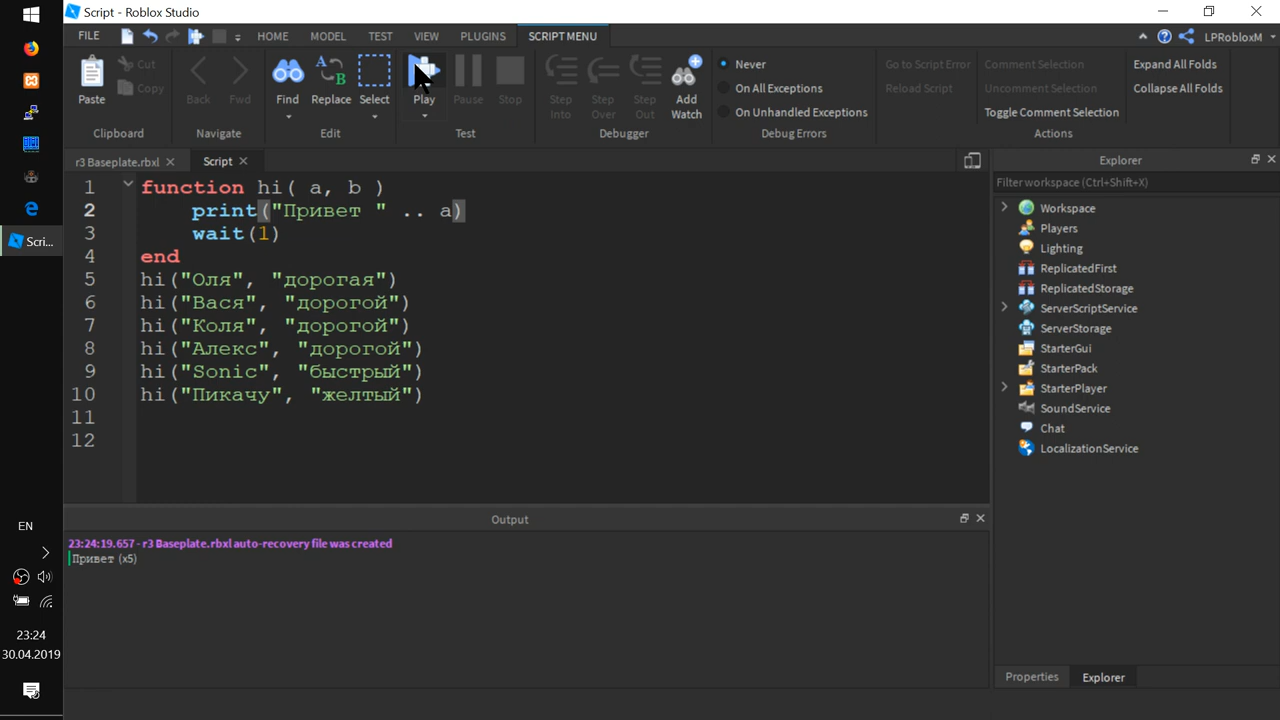 Script - Roblox Studio
FILE HOME MODEL TEST VIEW PLUGINS SCRIPT MENU LPRobloxM
Paste Cut Copy Back Fwd Find Replace Select Play Pause Stop Step Into Step Over Step Out Add Watch
Never
On All Exceptions
On Unhandled Exceptions
Go to Script Error
Reload Script
Comment Selection
Uncomment Selection
Toggle Comment Selection
Expand All Folds
Collapse All Folds
Clipboard Navigate Edit Test Debugger Debug Errors Actions
r3 Baseplate.rbxl Script
1 function hi( a, b )
2 print("Привет " .. a)
3 wait(1)
4 end
5 hi("Оля", "дорогая")
6 hi("Вася", "дорогой")
7 hi("Коля", "дорогой")
8 hi("Алекс", "дорогой")
9 hi("Sonic", "быстрый")
10 hi("Пикачу", "желтый")
11
12
Explorer
Filter workspace (Ctrl+Shift+X)
Workspace
Players
Lighting
ReplicatedFirst
ReplicatedStorage
ServerScriptService
ServerStorage
StarterGui
StarterPack
StarterPlayer
SoundService
Chat
LocalizationService
Properties Explorer
Output
23:24:19.657 - r3 Baseplate.rbxl auto-recovery file was created
Привет (x5)
Scri...
EN
23:24
30.04.2019